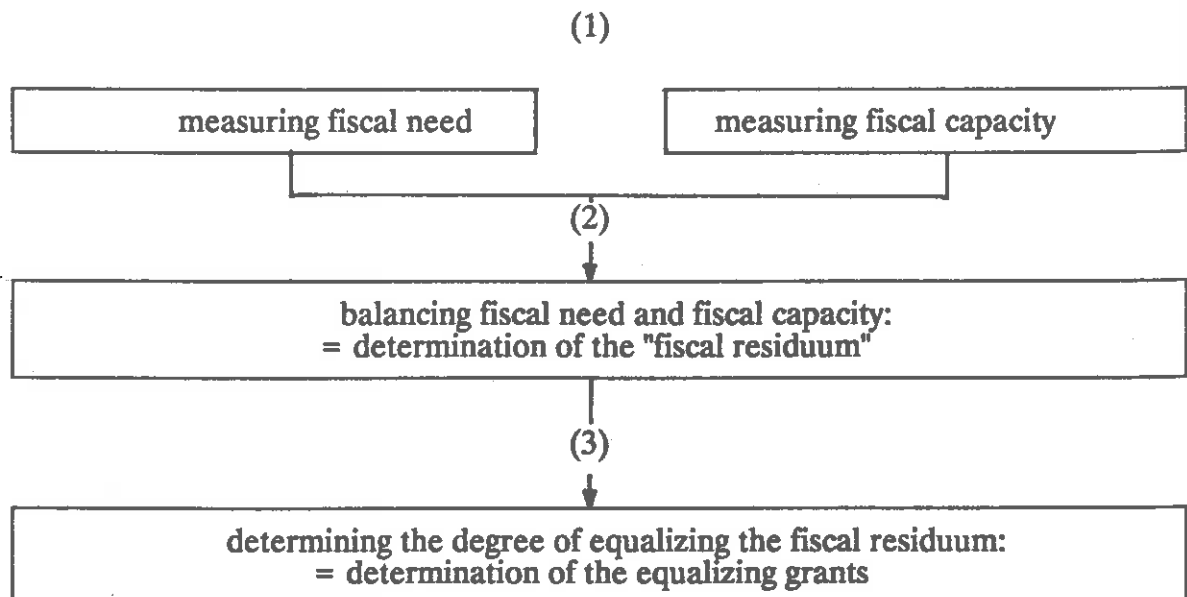 (1)
measuring fiscal need
measuring fiscal capacity
(2)
balancing fiscal need and fiscal capacity:
= determination of the "fiscal residuum"
(3)
determining the degree of equalizing the fiscal residuum:
= determination of the equalizing grants